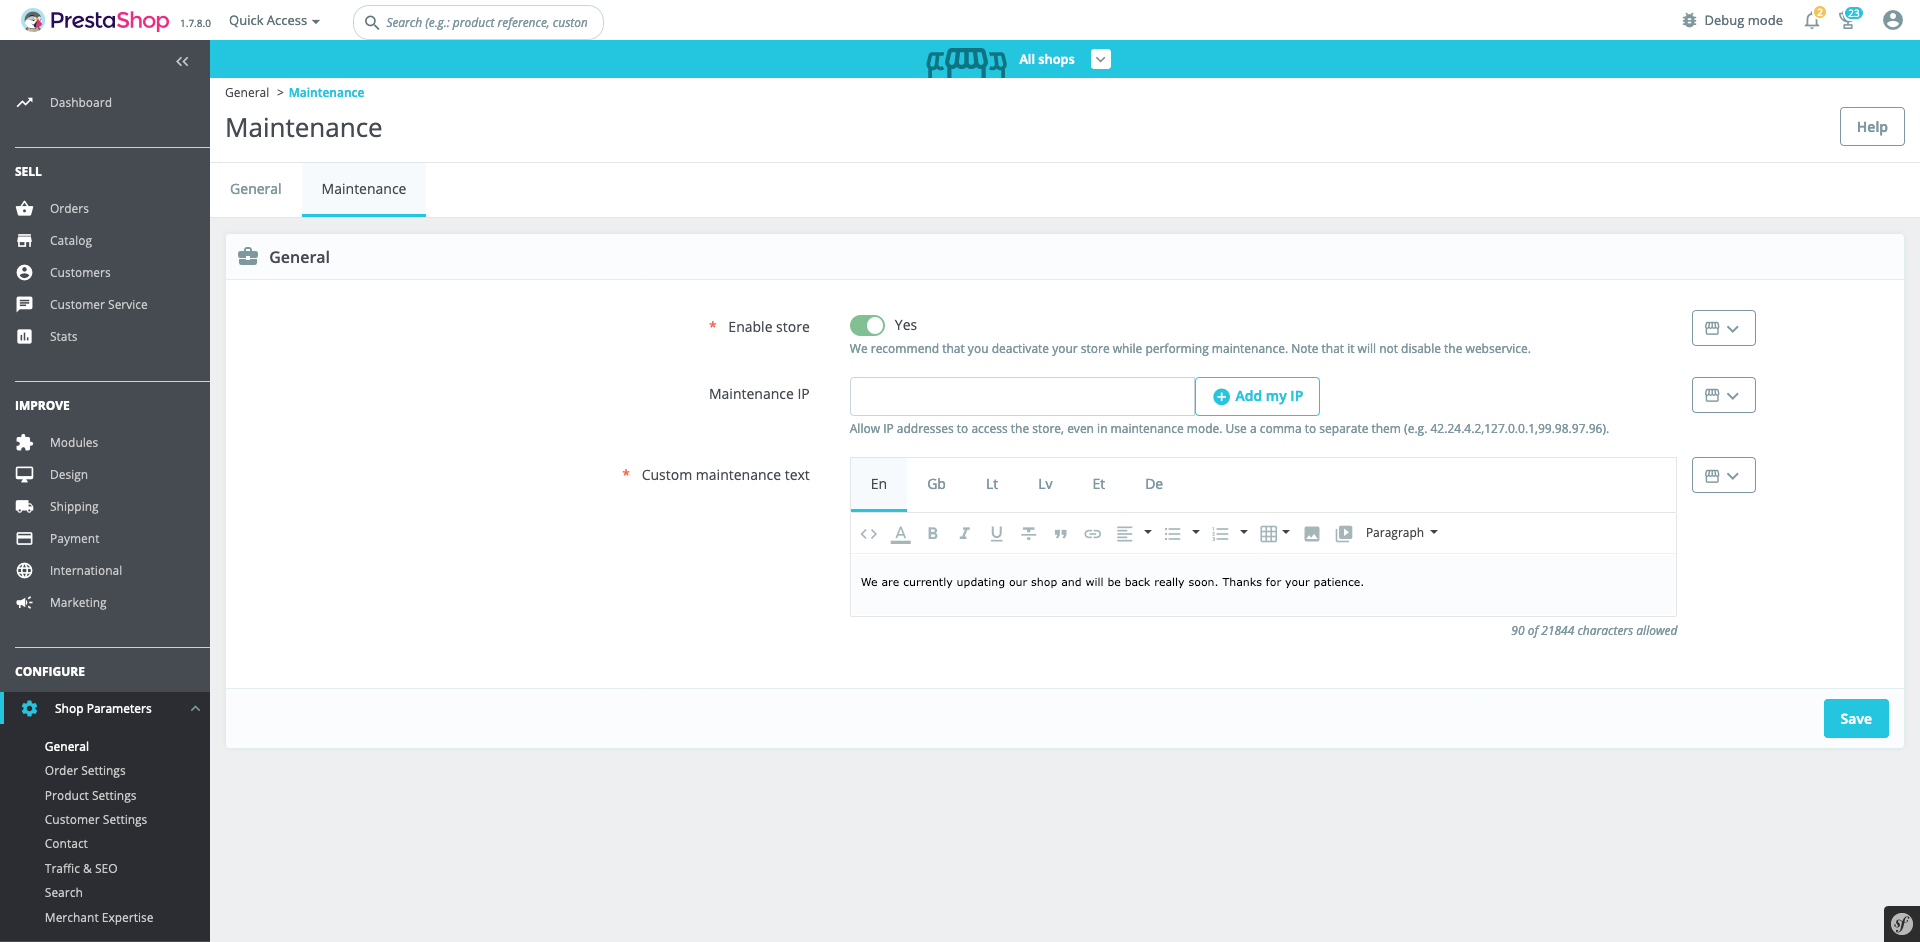 PrestaShop 1.7.8.0 Quick Access Search (e.g.: product reference, custon Debug mode 2 23
All shops
General > Maintenance
Maintenance
Help
General Maintenance
Dashboard
SELL
Orders
Catalog
Customers
Customer Service
Stats
IMPROVE
Modules
Design
Shipping
Payment
International
Marketing
CONFIGURE
Shop Parameters
General
Order Settings
Product Settings
Customer Settings
Contact
Traffic & SEO
Search
Merchant Expertise
General
* Enable store Yes
We recommend that you deactivate your store while performing maintenance. Note that it will not disable the webservice.
Maintenance IP Add my IP
Allow IP addresses to access the store, even in maintenance mode. Use a comma to separate them (e.g. 42.24.4.2,127.0.0.1,99.98.97.96).
* Custom maintenance text En Gb Lt Lv Et De
Paragraph
We are currently updating our shop and will be back really soon. Thanks for your patience.
90 of 21844 characters allowed
Save
sf